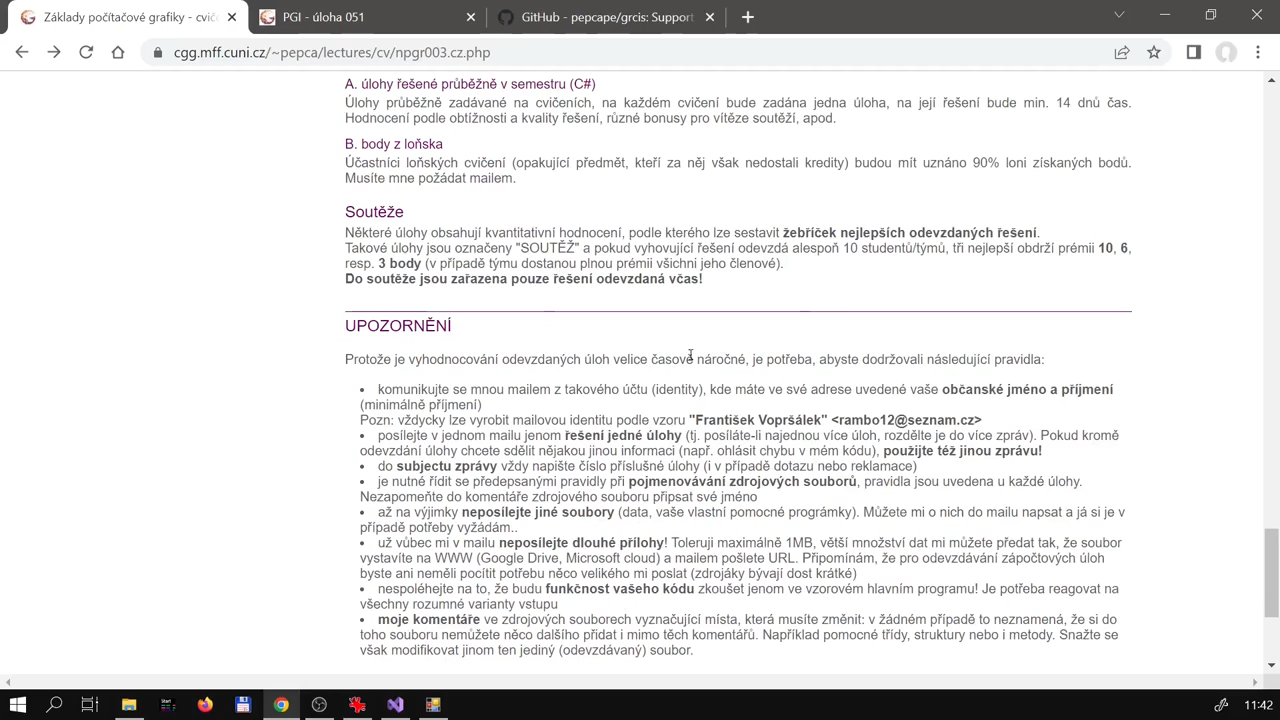 Základy počítačové grafiky - cvič
PGI - úloha 051
GitHub - pepcape/grcis: Support
cgg.mff.cuni.cz/~pepca/lectures/cv/npgr003.cz.php
A. úlohy řešené průběžně v semestru (C#)
Úlohy průběžně zadávané na cvičeních, na každém cvičení bude zadána jedna úloha, na její řešení bude min. 14 dnů čas.
Hodnocení podle obtížnosti a kvality řešení, různé bonusy pro vítěze soutěží, apod.
B. body z loňska
Účastníci loňských cvičení (opakující předmět, kteří za něj však nedostali kredity) budou mít uznáno 90% loni získaných bodů.
Musíte mne požádat mailem.
Soutěže
Některé úlohy obsahují kvantitativní hodnocení, podle kterého lze sestavit žebříček nejlepších odevzdaných řešení.
Takové úlohy jsou označeny "SOUTĚŽ" a pokud vyhovující řešení odevzdá alespoň 10 studentů/týmů, tři nejlepší obdrží prémii 10, 6,
resp. 3 body (v případě týmu dostanou plnou prémii všichni jeho členové).
Do soutěže jsou zařazena pouze řešení odevzdaná včas!
UPOZORNĚNÍ
Protože je vyhodnocování odevzdaných úloh velice časově náročné, je potřeba, abyste dodržovali následující pravidla:
• komunikujte se mnou mailem z takového účtu (identity), kde máte ve své adrese uvedené vaše občanské jméno a příjmení
(minimálně příjmení)
Pozn: vždycky lze vyrobit mailovou identitu podle vzoru "František Vopršálek" <rambo12@seznam.cz>
• posílejte v jednom mailu jenom řešení jedné úlohy (tj. posíláte-li najednou více úloh, rozdělte je do více zpráv). Pokud kromě
odevzdání úlohy chcete sdělit nějakou jinou informaci (např. ohlásit chybu v mém kódu), použijte též jinou zprávu!
• do subjectu zprávy vždy napište číslo příslušné úlohy (i v případě dotazu nebo reklamace)
• je nutné řídit se předepsanými pravidly při pojmenovávání zdrojových souborů, pravidla jsou uvedena u každé úlohy.
Nezapomeňte do komentáře zdrojového souboru připsat své jméno
• až na výjimky neposílejte jiné soubory (data, vaše vlastní pomocné prográmky). Můžete mi o nich do mailu napsat a já si je v
případě potřeby vyžádám..
• už vůbec mi v mailu neposílejte dlouhé přílohy! Toleruji maximálně 1MB, větší množství dat mi můžete předat tak, že soubor
vystavíte na WWW (Google Drive, Microsoft cloud) a mailem pošlete URL. Připomínám, že pro odevzdávání zápočtových úloh
byste ani neměli pocítit potřebu něco velikého mi poslat (zdrojáky bývají dost krátké)
• nespoléhejte na to, že budu funkčnost vašeho kódu zkoušet jenom ve vzorovém hlavním programu! Je potřeba reagovat na
všechny rozumné varianty vstupu
• moje komentáře ve zdrojových souborech vyznačující místa, která musíte změnit: v žádném případě to neznamená, že si do
toho souboru nemůžete něco dalšího přidat i mimo těch komentářů. Například pomocné třídy, struktury nebo i metody. Snažte se
však modifikovat jinom ten jediný (odevzdávaný) soubor.
Start
11:42